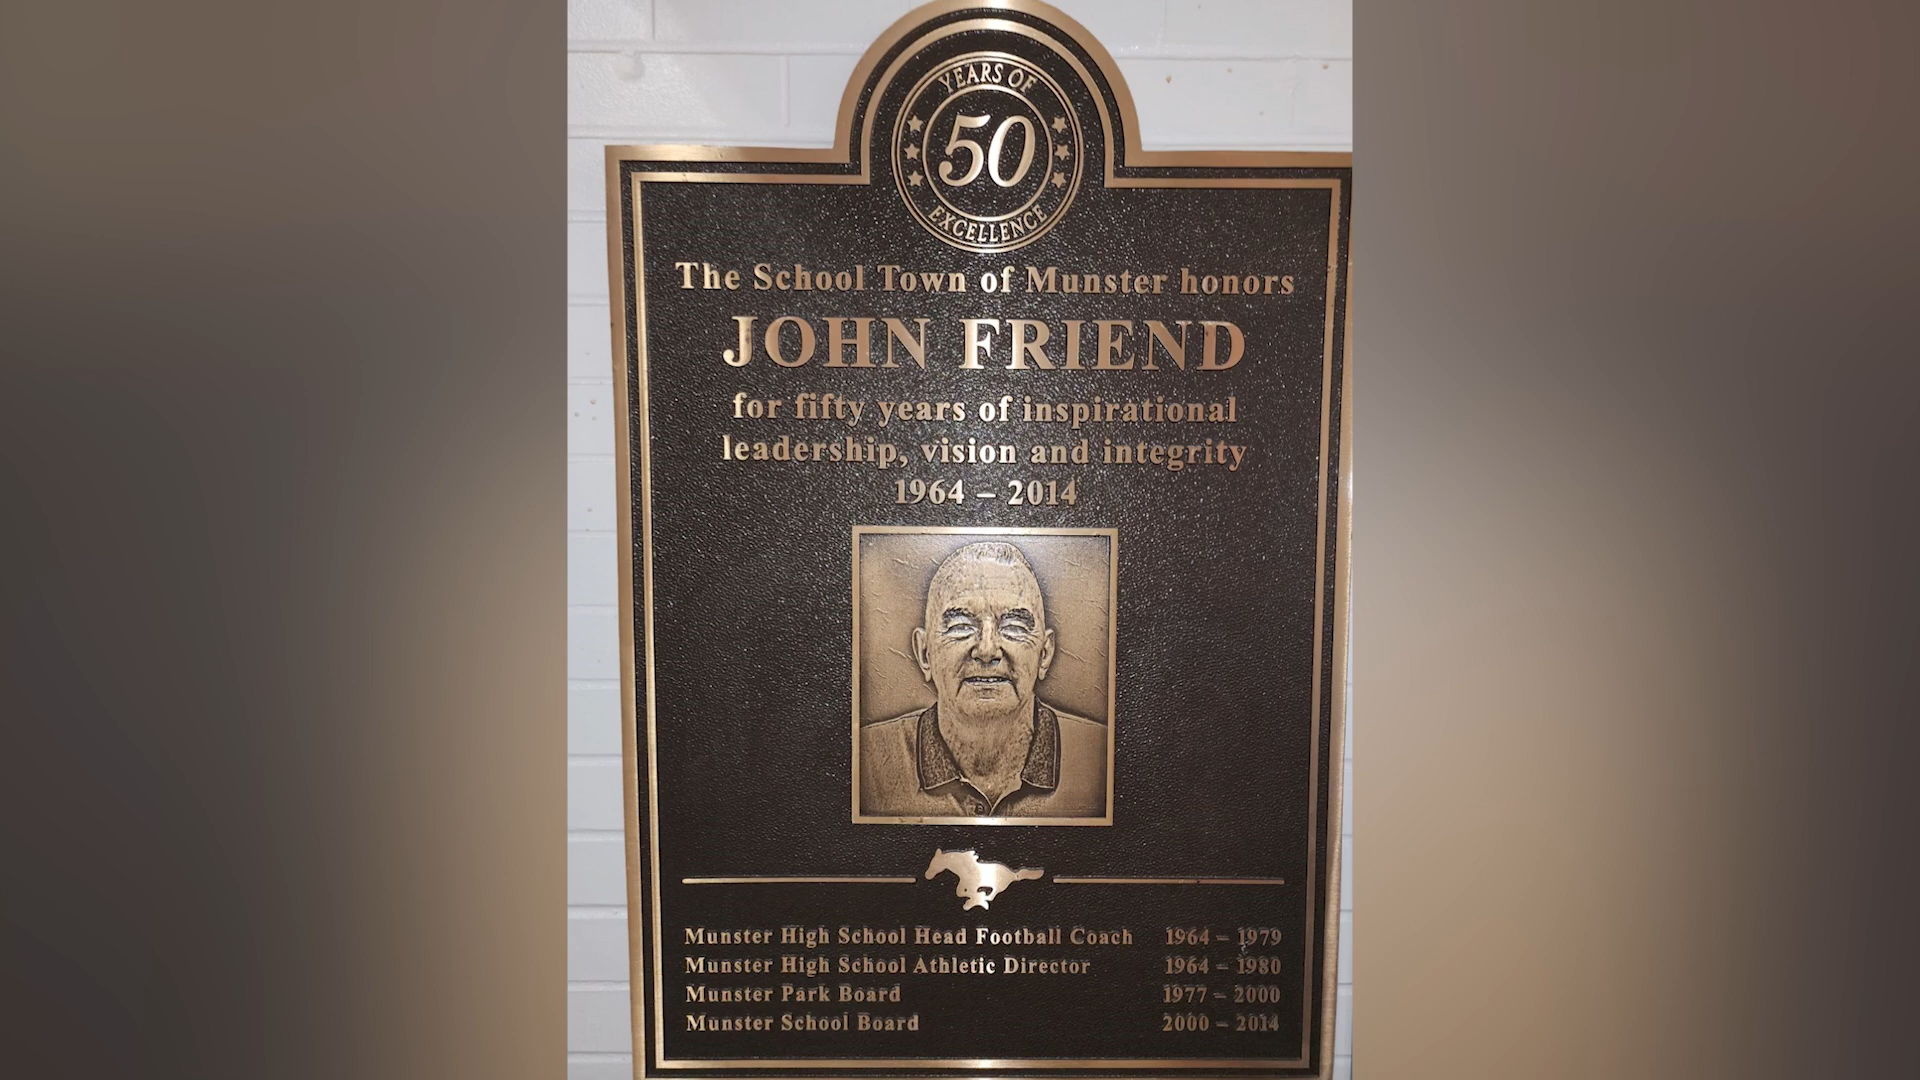 YEARS OF
50
EXCELLENCE
The School Town of Munster honors
JOHN FRIEND
for fifty years of inspirational
leadership, vision and integrity
1964 – 2014
Munster High School Head Football Coach 1964 – 1979
Munster High School Athletic Director 1964 – 1980
Munster Park Board 1977 – 2000
Munster School Board 2000 – 2014